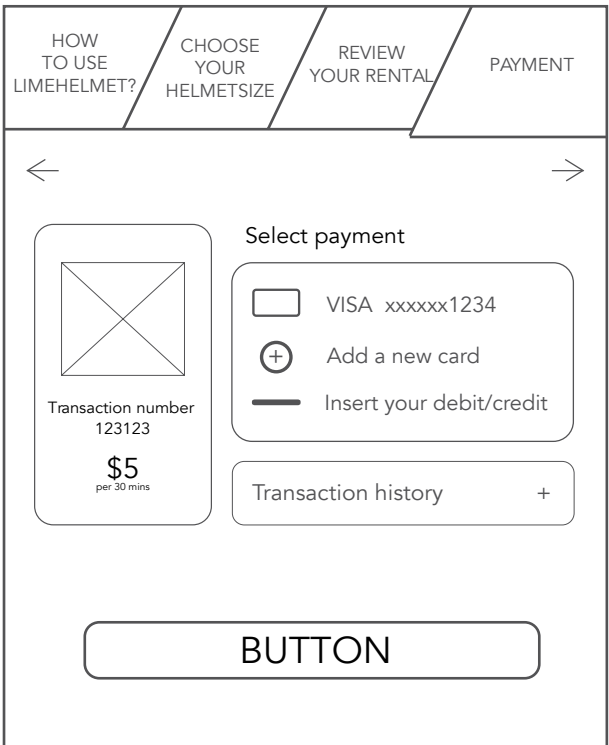 HOW
TO USE
LIMEHELMET?
CHOOSE
YOUR
HELMETSIZE
REVIEW
YOUR RENTAL
PAYMENT
Select payment
VISA xxxxxx1234
+ Add a new card
Insert your debit/credit
Transaction number
123123
$5
per 30 mins
Transaction history +
BUTTON